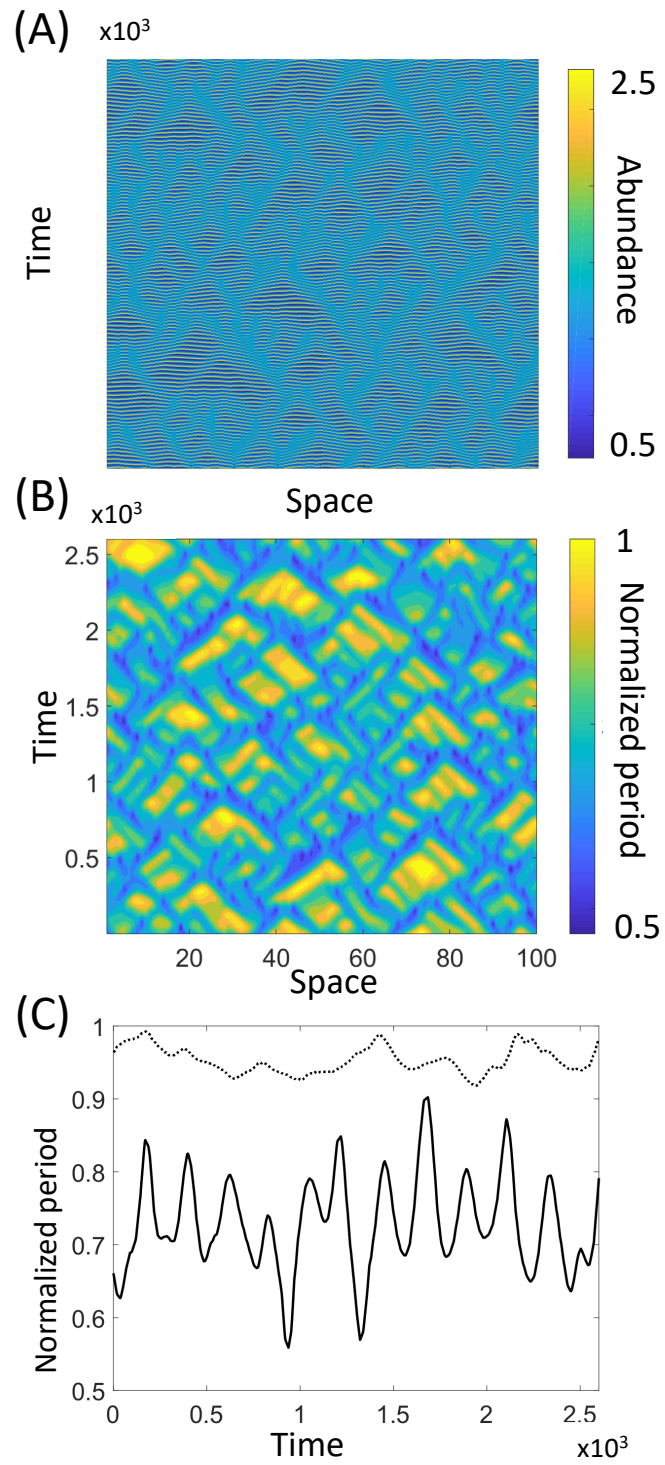 (A) x10³
2.5
Time
Abundance
0.5
Space
(B) x10³
2.5
2
1.5
1
0.5
Time
20 40 60 80 100
Space
1
Normalized period
0.5
(C)
1
0.9
0.8
0.7
0.6
0.5
Normalized period
0 0.5 1 1.5 2 2.5
Time x10³